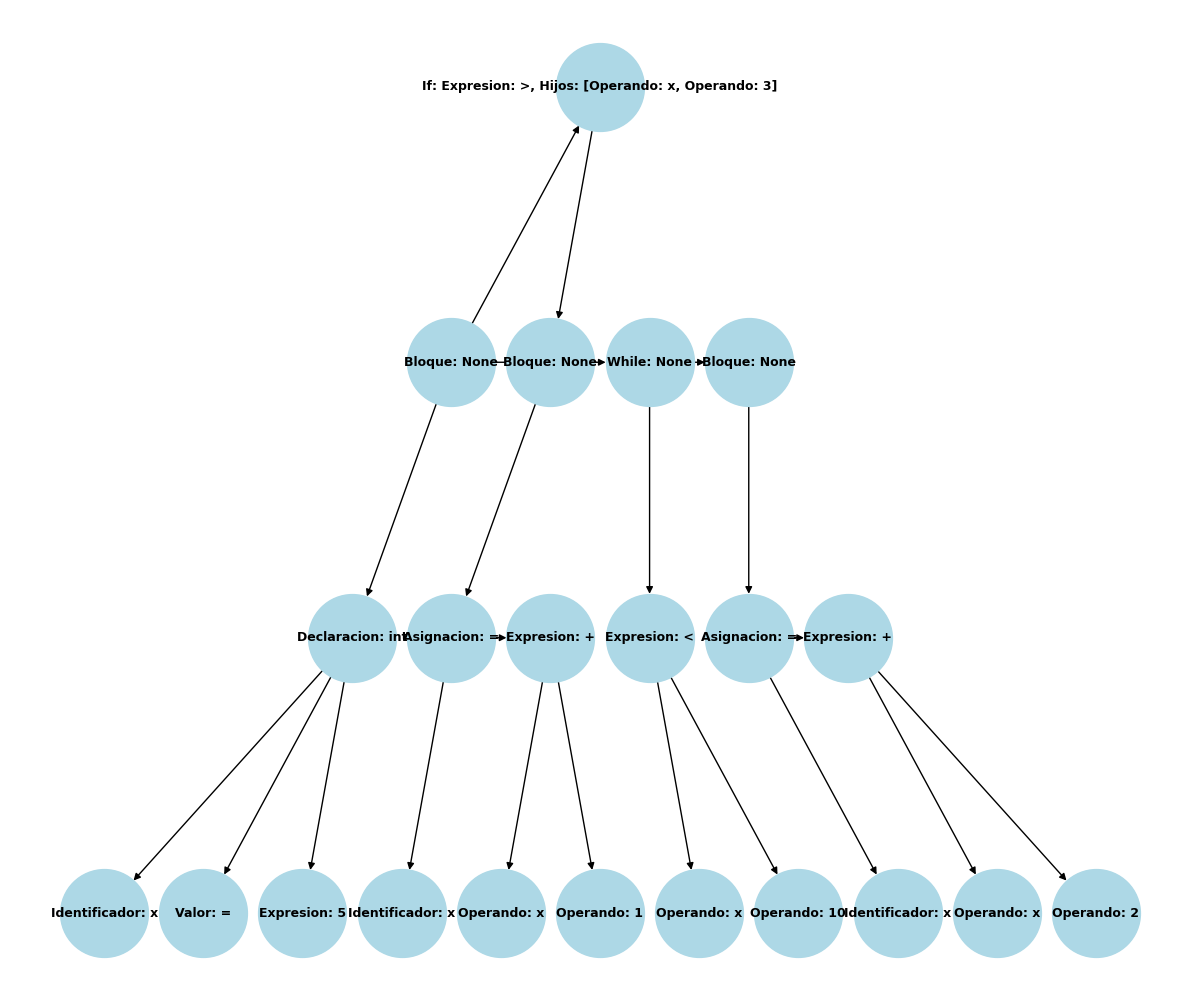 If: Expresion: >, Hijos: [Operando: x, Operando: 3]
Bloque: None
Bloque: None
While: None
Bloque: None
Declaracion: int
Asignacion: =
Expresion: +
Expresion: <
Asignacion: =
Expresion: +
Identificador: x
Valor: =
Expresion: 5
Identificador: x
Operando: x
Operando: 1
Operando: x
Operando: 10
Identificador: x
Operando: x
Operando: 2